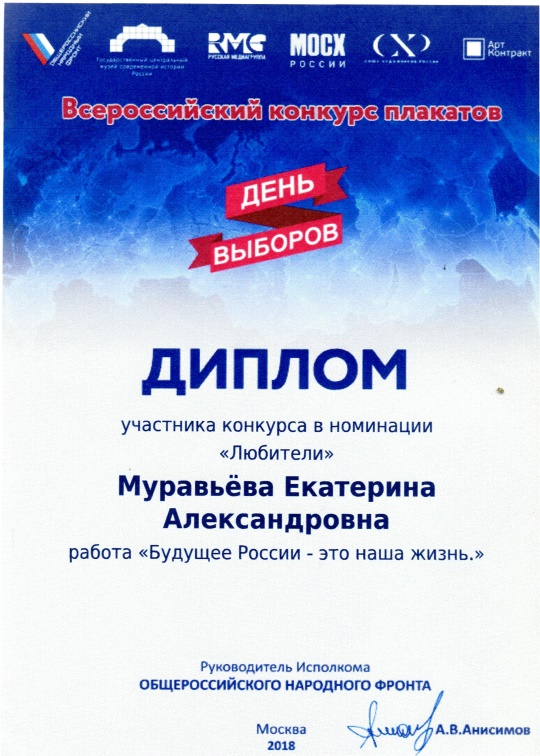 ОБЩЕРОССИЙСКИЙ
НАРОДНЫЙ
ФРОНТ
Государственный центральный
музей современной истории
России
RMG
РУССКАЯ МЕДИАГРУППА
МОСХ
РОССИИ
СХР
СОЮЗ ХУДОЖНИКОВ РОССИИ
Арт
Контракт
Всероссийский конкурс плакатов
ДЕНЬ
ВЫБОРОВ
ДИПЛОМ
участника конкурса в номинации
«Любители»
Муравьёва Екатерина
Александровна
работа «Будущее России - это наша жизнь.»
Руководитель Исполкома
ОБЩЕРОССИЙСКОГО НАРОДНОГО ФРОНТА
А.В.Анисимов
Москва
2018